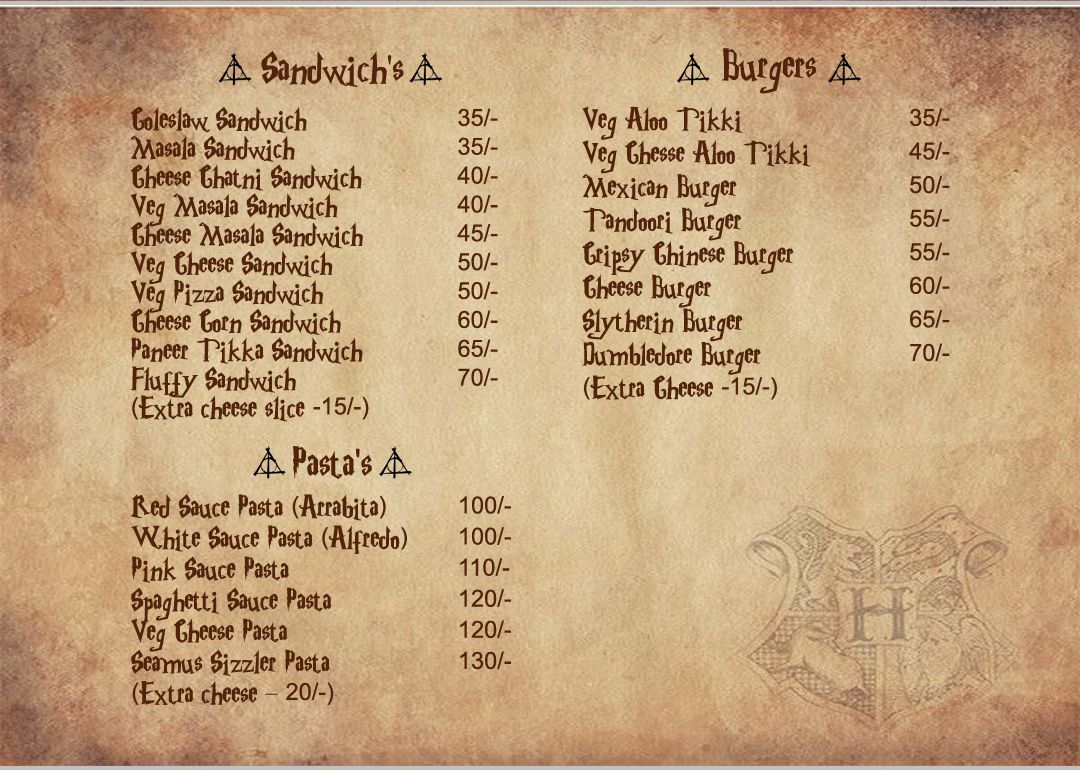 Sandwich's
Coleslaw Sandwich 35/-
Masala Sandwich 35/-
Cheese Chatni Sandwich 40/-
Veg Masala Sandwich 40/-
Cheese Masala Sandwich 45/-
Veg Cheese Sandwich 50/-
Veg Pizza Sandwich 50/-
Cheese Corn Sandwich 60/-
Paneer Tikka Sandwich 65/-
Fluffy Sandwich 70/-
(Extra cheese slice -15/-)
Pasta's
Red Sauce Pasta (Arrabita) 100/-
White Sauce Pasta (Alfredo) 100/-
Pink Sauce Pasta 110/-
Spaghetti Sauce Pasta 120/-
Veg Cheese Pasta 120/-
Seamus Sizzler Pasta 130/-
(Extra cheese – 20/-)
Burgers
Veg Aloo Tikki 35/-
Veg Chesse Aloo Tikki 45/-
Mexican Burger 50/-
Tandoori Burger 55/-
Cripsy Chinese Burger 55/-
Cheese Burger 60/-
Slytherin Burger 65/-
Dumbledore Burger 70/-
(Extra Cheese -15/-)
H